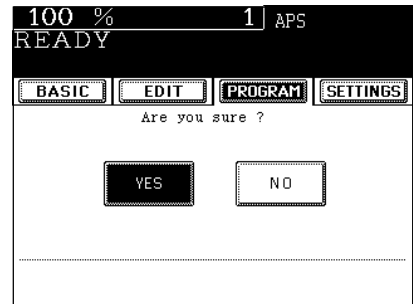 100 % 1 APS
READY
BASIC EDIT PROGRAM SETTINGS
Are you sure ?
YES NO